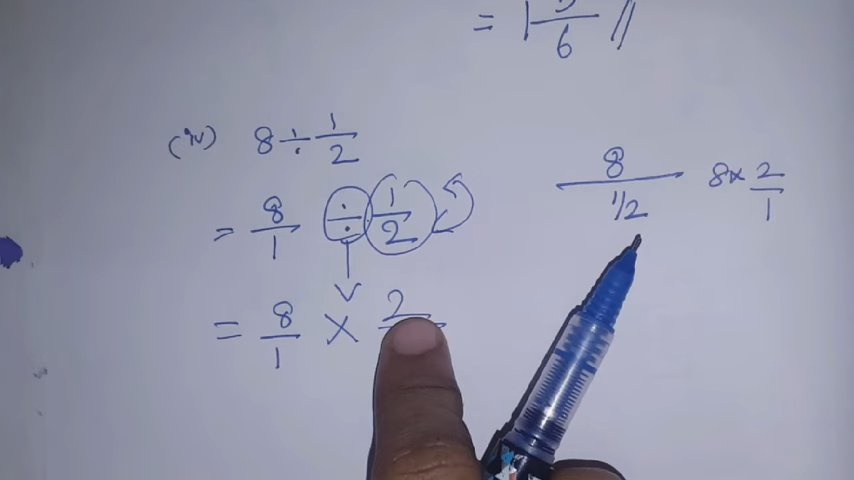 = 1 5/6 //
(iv) 8 ÷ 1/2
= 8/1 ÷ 1/2
= 8/1 × 2
8 / 1/2
8 × 2/1